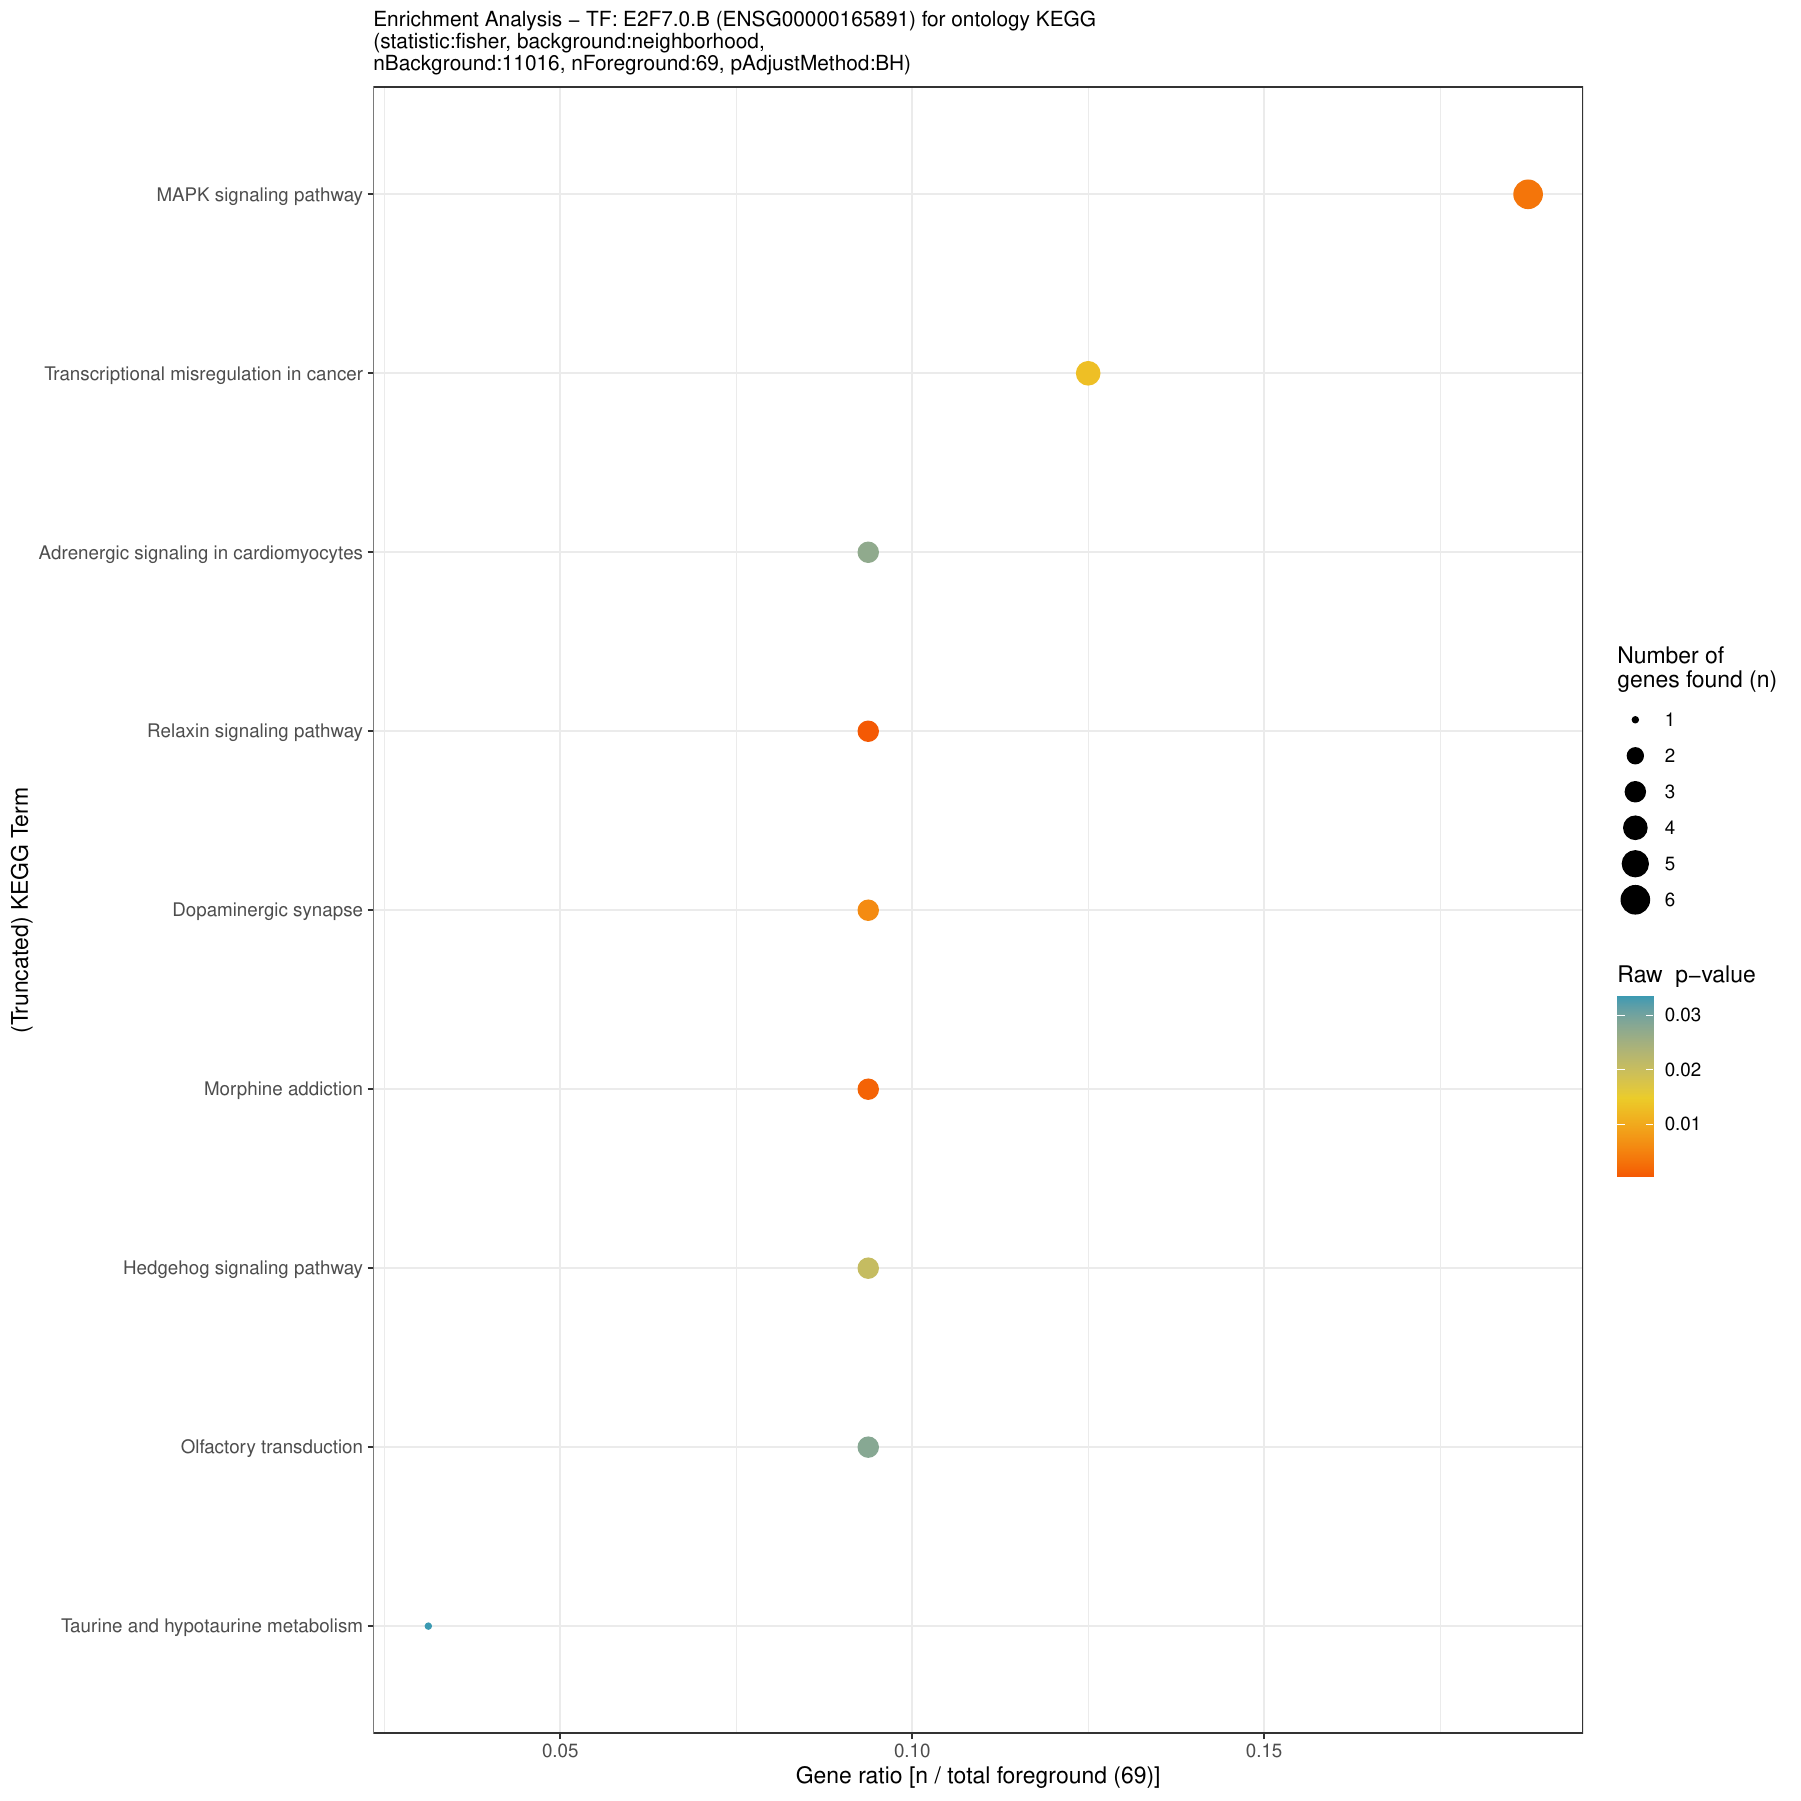 Enrichment Analysis − TF: E2F7.0.B (ENSG00000165891) for ontology KEGG
(statistic:fisher, background:neighborhood,
nBackground:11016, nForeground:69, pAdjustMethod:BH)
(Truncated) KEGG Term
MAPK signaling pathway
Transcriptional misregulation in cancer
Adrenergic signaling in cardiomyocytes
Relaxin signaling pathway
Dopaminergic synapse
Morphine addiction
Hedgehog signaling pathway
Olfactory transduction
Taurine and hypotaurine metabolism
0.05
0.10
0.15
Gene ratio [n / total foreground (69)]
Number of
genes found (n)
1
2
3
4
5
6
Raw  p−value
0.03
0.02
0.01